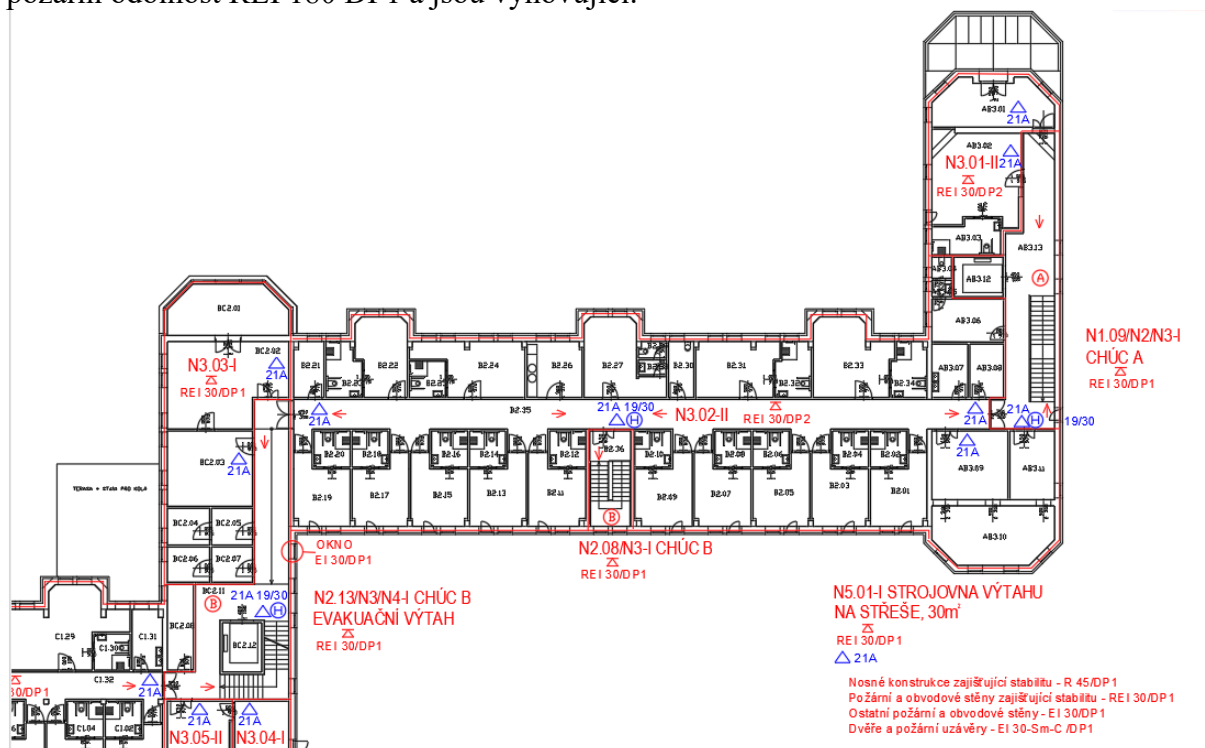 požární odolnost REI 180 DP1 a jsou vyhovující.
AB3.01
21A
AB3.02
N3.01-II
21A
REI 30/DP2
AB3.03
AB3.13
AB3.12
A
AB3.06
AB3.07
AB3.08
N1.09/N2/N3-I
CHÚC A
REI 30/DP1
21A
H
19/30
BC2.01
N3.03-I
BC2.02
21A
REI 30/DP1
B2.21
B2.22
B2.24
B2.26
B2.27
B2.30
B2.31
B2.32
B2.33
B2.34
B2.35
21A
21A 19/30
H
N3.02-II
REI 30/DP2
21A
21A
BC2.03
21A
B2.20
B2.18
B2.16
B2.14
B2.12
B2.36
B2.10
B2.08
B2.06
B2.04
B2.02
B2.19
B2.17
B2.15
B2.13
B2.11
B
B2.09
B2.07
B2.05
B2.03
B2.01
AB3.09
AB3.11
AB3.10
TERASA + STÁNÍ PRO KOLA
BC2.04
BC2.05
BC2.06
BC2.07
OKNO
EI 30/DP1
N2.08/N3-I CHÚC B
REI 30/DP1
BC2.11
B
21A 19/30
H
N2.13/N3/N4-I CHÚC B
EVAKUAČNÍ VÝTAH
REI 30/DP1
N5.01-I STROJOVNA VÝTAHU
NA STŘEŠE, 30m²
REI 30/DP1
21A
C1.29
C1.30
C1.31
BC2.08
BC2.12
C1.32
30/DP1
21A
21A
21A
C1.04
C1.02
N3.05-II
N3.04-I
Nosné konstrukce zajišťující stabilitu - R 45/DP1
Požární a obvodové stěny zajišťující stabilitu - REI 30/DP1
Ostatní požární a obvodové stěny - EI 30/DP1
Dveře a požární uzávěry - EI 30-Sm-C /DP1